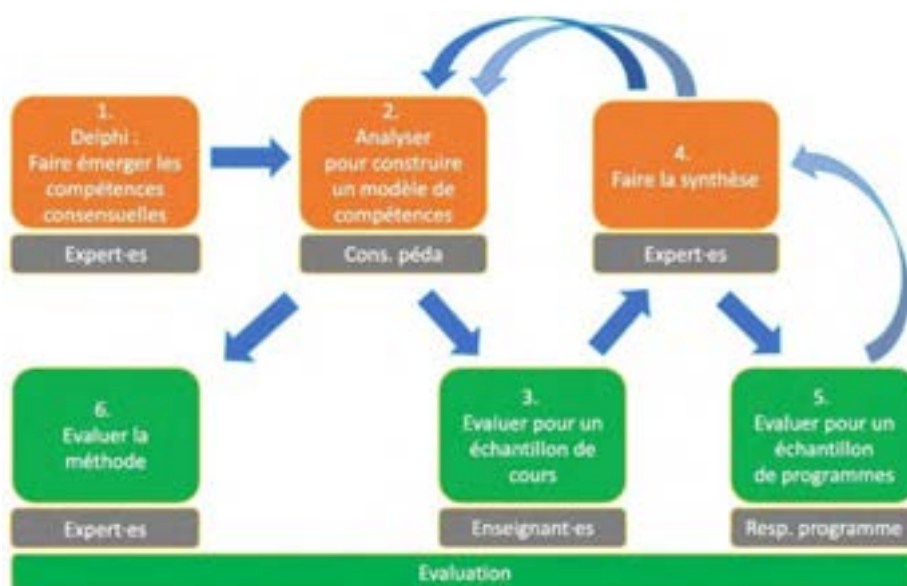 1.
Delphi :
Faire émerger les
compétences
consensuelles
Expert·es
2.
Analyser
pour construire
un modèle de
compétences
Cons. péda
4.
Faire la synthèse
Expert·es
6.
Evaluer la
méthode
Expert·es
3.
Evaluer pour un
échantillon de
cours
Enseignant·es
5.
Evaluer pour un
échantillon
de programmes
Resp. programme
Evaluation